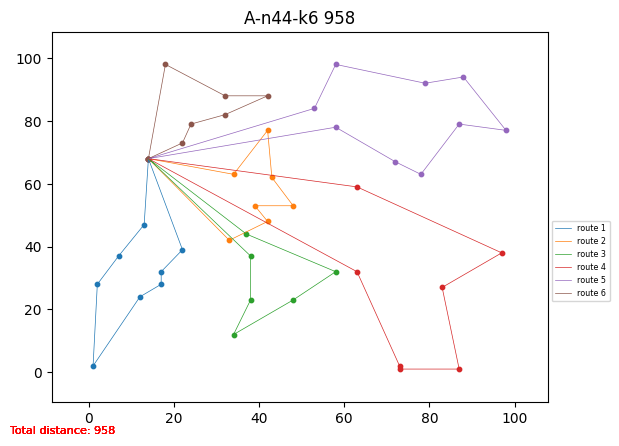 A-n44-k6 958
100
80
60
40
20
0
0 20 40 60 80 100
route 1
route 2
route 3
route 4
route 5
route 6
Total distance: 958